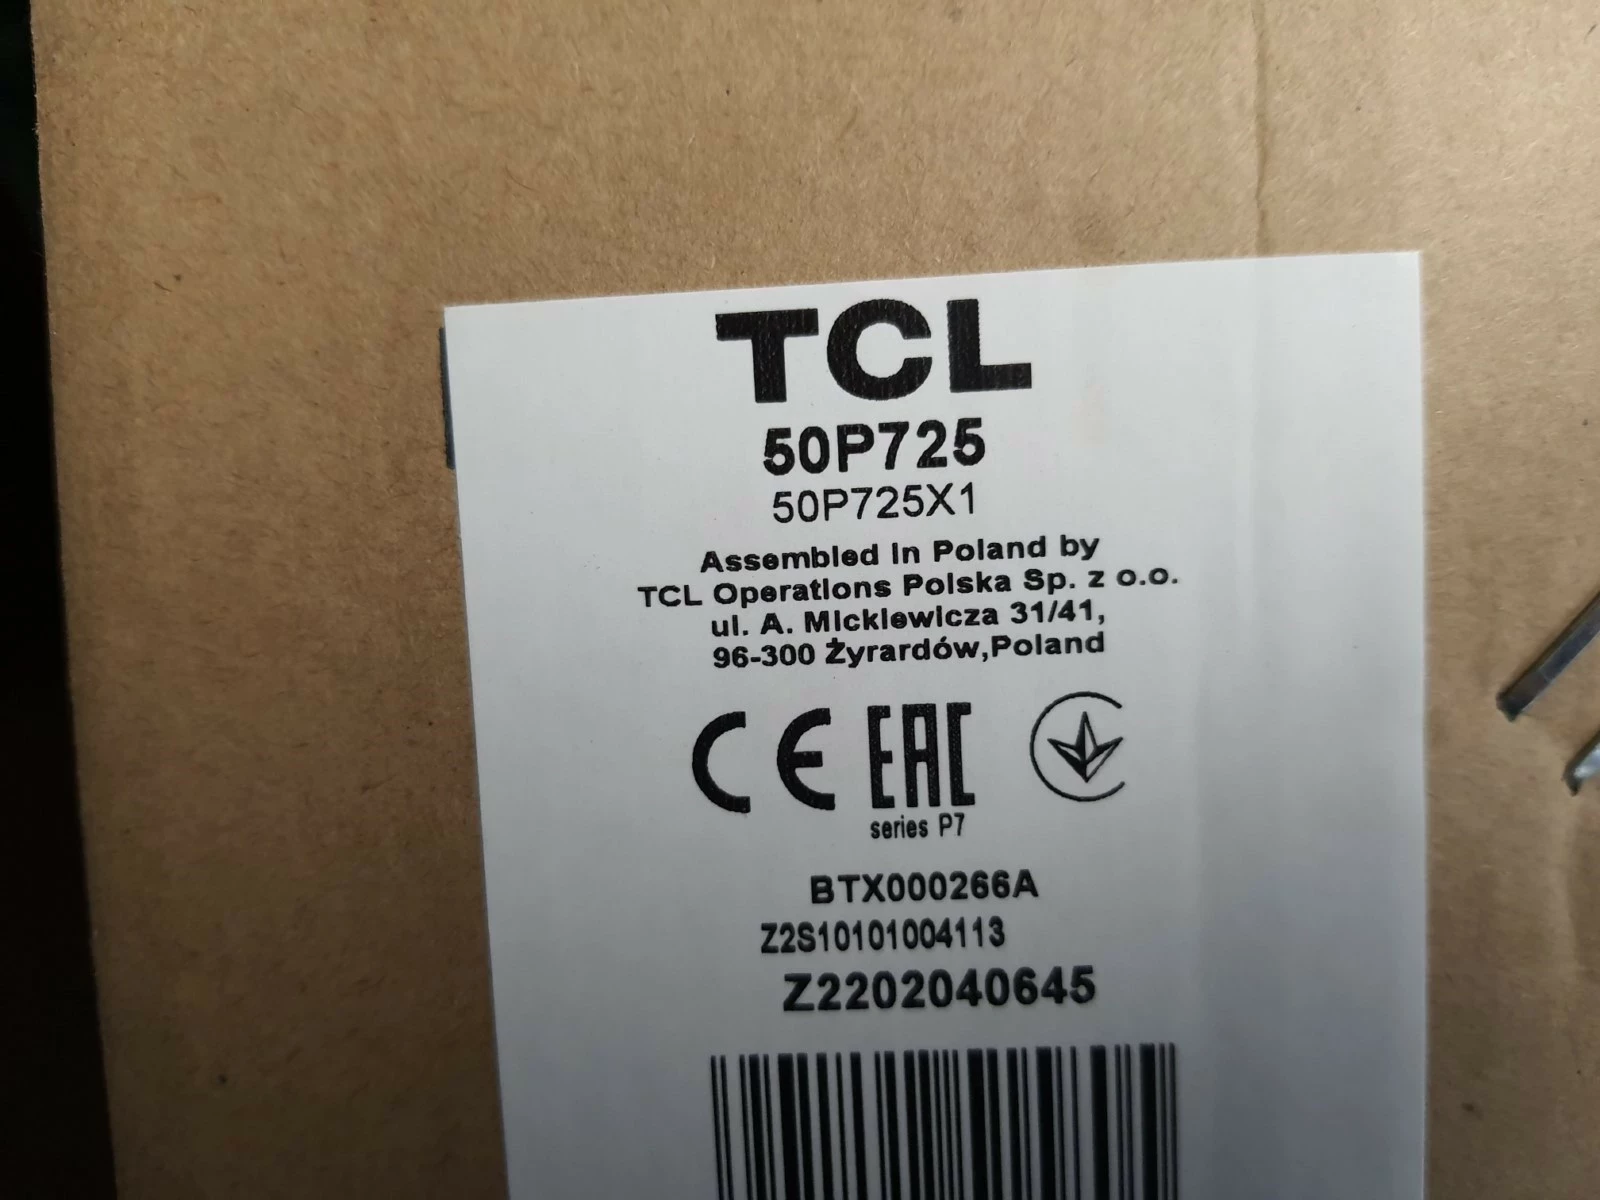 TCL
50P725
50P725X1
Assembled in Poland by
TCL Operations Polska Sp. z o.o.
ul. A. Mickiewicza 31/41,
96-300 Żyrardów,Poland
CE EAC
series P7
BTX000266A
Z2S10101004113
Z2202040645